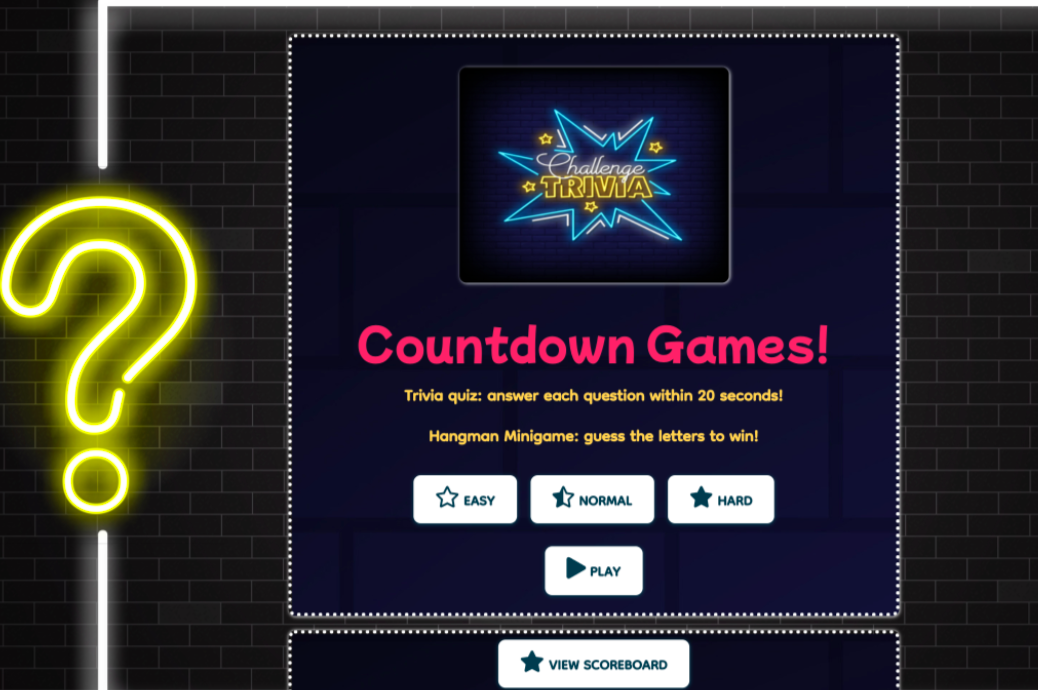 Challenge
TRIVIA
Countdown Games!
Trivia quiz: answer each question within 20 seconds!
Hangman Minigame: guess the letters to win!
EASY NORMAL HARD
PLAY
VIEW SCOREBOARD